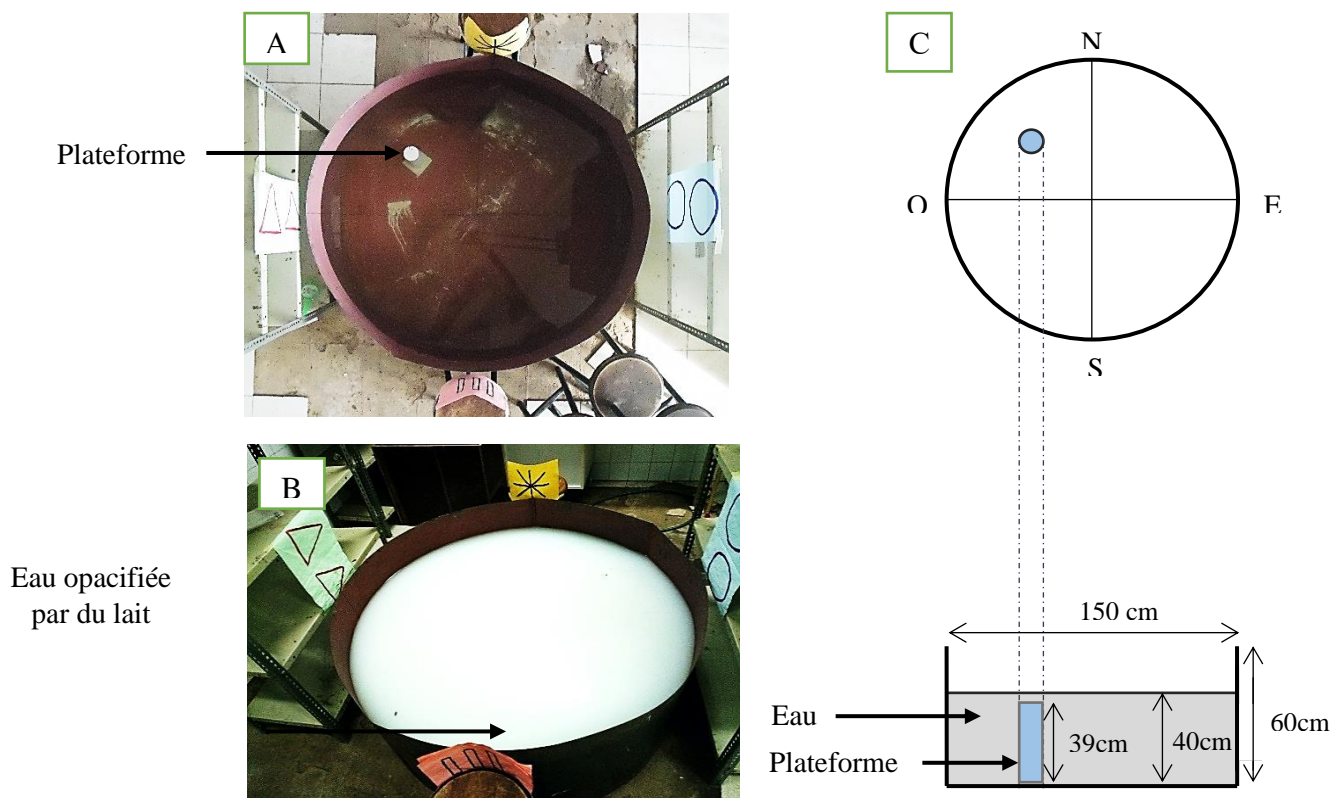 A
Plateforme
B
Eau opacifiée
par du lait
C
N
O
E
S
150 cm
Eau
Plateforme
39cm
40cm
60cm